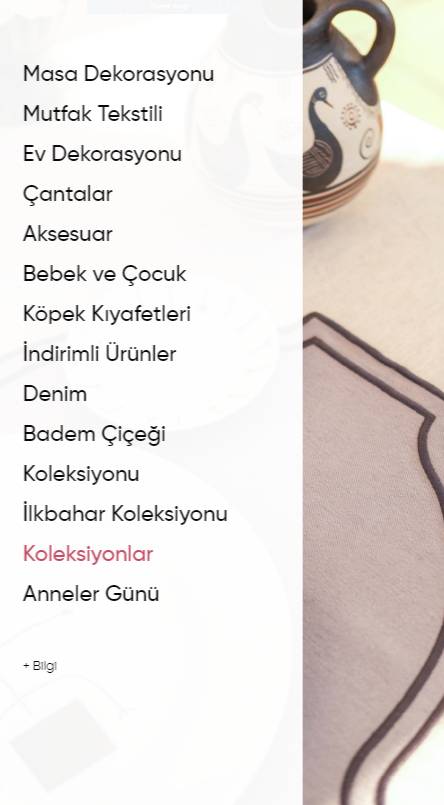 Masa Dekorasyonu
Mutfak Tekstili
Ev Dekorasyonu
Çantalar
Aksesuar
Bebek ve Çocuk
Köpek Kıyafetleri
İndirimli Ürünler
Denim
Badem Çiçeği
Koleksiyonu
İlkbahar Koleksiyonu
Koleksiyonlar
Anneler Günü
+ Bilgi